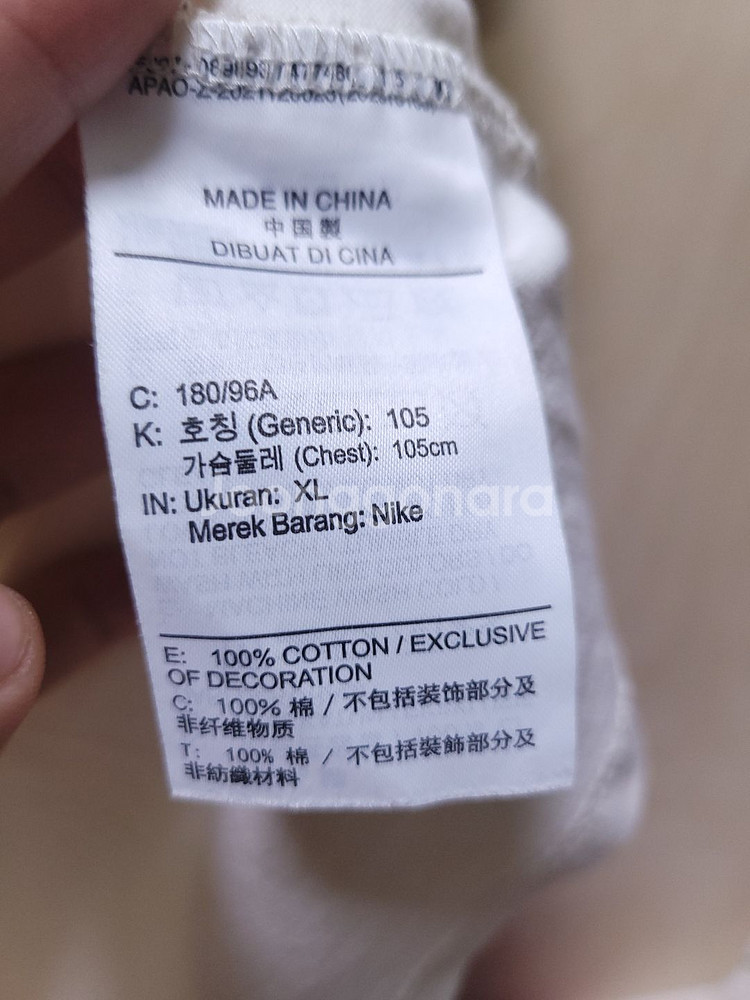 MADE IN CHINA
中国製
DIBUAT DI CINA
C: 180/96A
K: 호칭 (Generic): 105
가슴둘레 (Chest): 105cm
IN: Ukuran: XL
Merek Barang: Nike
E: 100% COTTON / EXCLUSIVE
OF DECORATION
C: 100% 棉 / 不包括装饰部分及
非纤维物质
T: 100% 棉 / 不包括裝飾部分及
非紡織材料